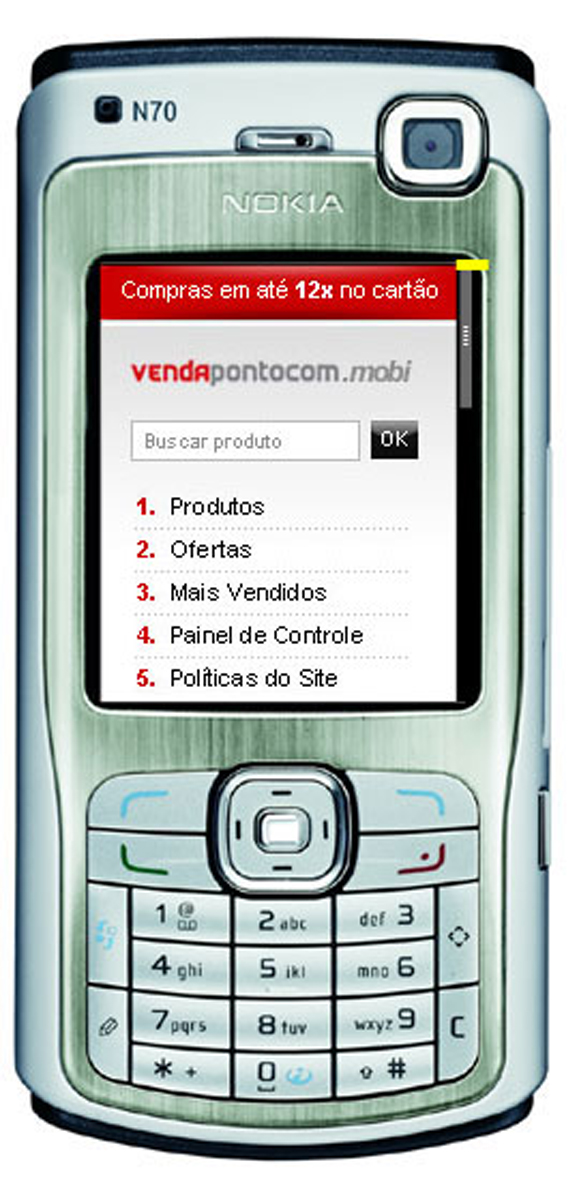 N70
NOKIA
Compras em até 12x no cartão
VENDApontocom.mobi
Buscar produto OK
1. Produtos
2. Ofertas
3. Mais Vendidos
4. Painel de Controle
5. Políticas do Site
1 2 abc def 3
4 ghi 5 jkl mno 6
7 pqrs 8 tuv wxyz 9 C
* + 0 #